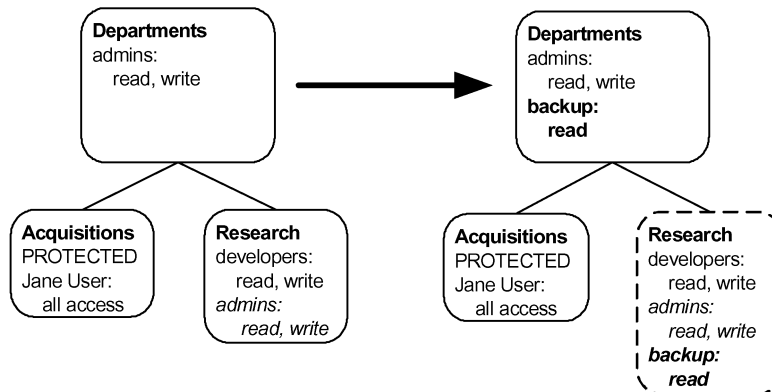 Departments
admins:
read, write
Acquisitions
PROTECTED
Jane User:
all access
Research
developers:
read, write
admins:
read, write
Departments
admins:
read, write
backup:
read
Acquisitions
PROTECTED
Jane User:
all access
Research
developers:
read, write
admins:
read, write
backup:
read